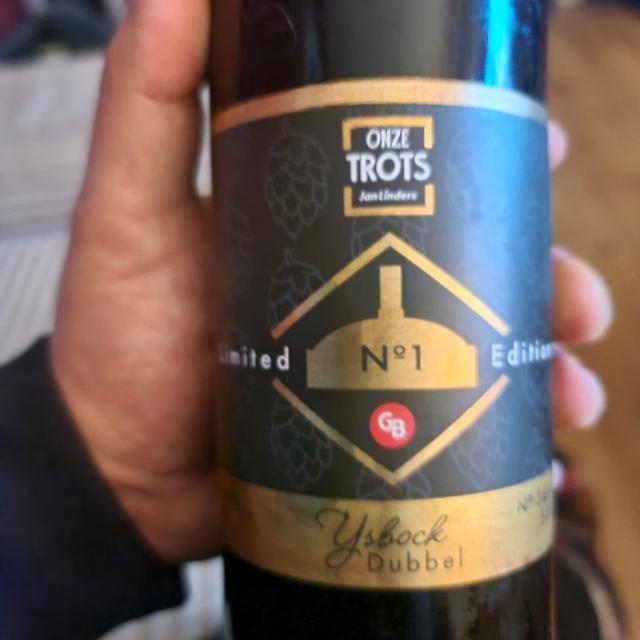 ONZE
TROTS
Jan Linders
Limited
Nº1
Edition
GB
Ysbock
Dubbel